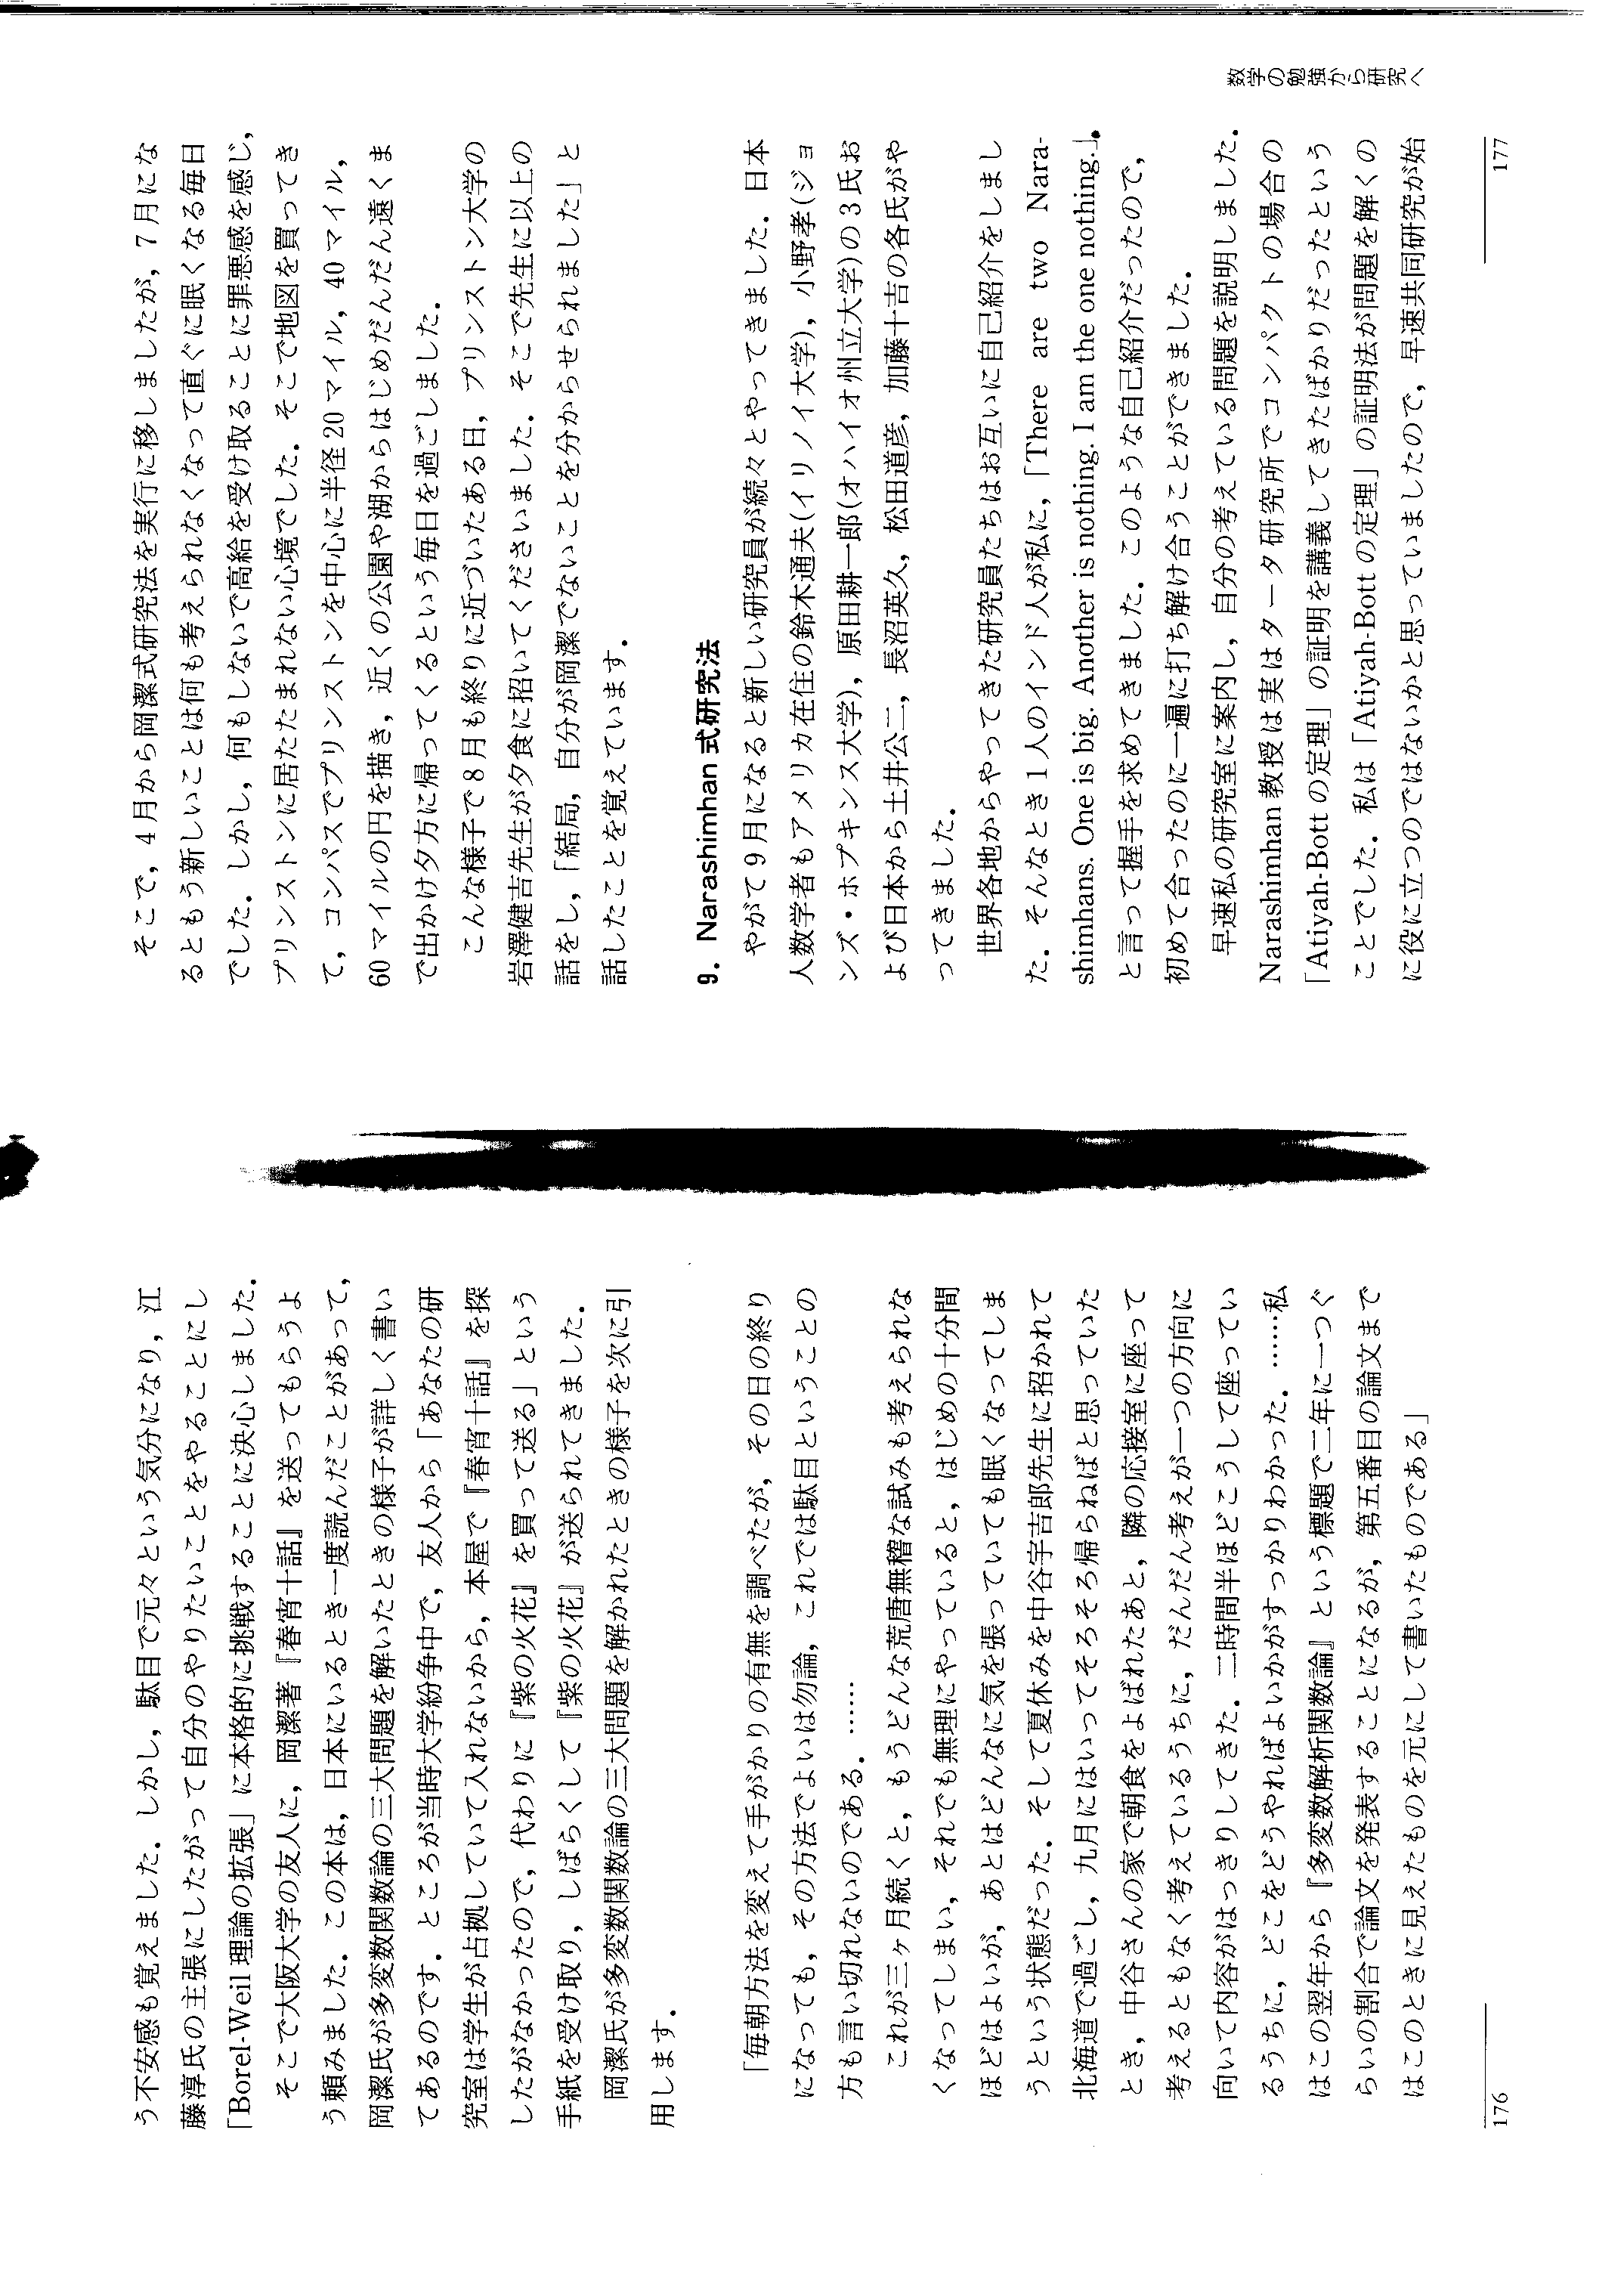 う不安感も覚えました．しかし，駄目で元々という気分になり，江
藤淳氏の主張にしたがって自分のやりたいことをやることにし
「Borel-Weil 理論の拡張」に本格的に挑戦することに決心しました．
そこで大阪大学の友人に，岡潔著『春宵十話』を送ってもらうよ
う頼みました．この本は，日本にいるとき一度読んだことがあって，
岡潔氏が多変数関数論の三大問題を解いたときの様子が詳しく書い
てあるのです．ところが当時大学紛争中で，友人から「あなたの研
究室は学生が占拠していて入れないから，本屋で『春宵十話』を探
したがなかったので，代わりに『紫の火花』を買って送る」という
手紙を受け取り，しばらくして『紫の火花』が送られてきました．
岡潔氏が多変数関数論の三大問題を解かれたときの様子を次に引
用します．
「毎朝方法を変えて手がかりの有無を調べたが，その日の終り
になっても，その方法でよいは勿論，これでは駄目ということの
方も言い切れないのである．……
これが三ヶ月続くと，もうどんな荒唐無稽な試みも考えられな
くなってしまい，それでも無理にやっていると，はじめの十分間
ほどはよいが，あとはどんなに気を張っていても眠くなってしま
うという状態だった．そして夏休みを中谷宇吉郎先生に招かれて
北海道で過ごし，九月にはいってそろそろ帰らねばと思っていた
とき，中谷さんの家で朝食をよばれたあと，隣の応接室に座って
考えるともなく考えているうちに，だんだん考えが一つの方向に
向いて内容がはっきりしてきた．二時間半ほどこうして座ってい
るうちに，どこをどうやればよいかがすっかりわかった．……私
はこの翌年から『多変数解析関数論』という標題で二年に一つぐ
らいの割合で論文を発表することになるが，第五番目の論文まで
はこのときに見えたものを元にして書いたものである」
176
そこで，4月から岡潔式研究法を実行に移しましたが，7月にな
るともう新しいことは何も考えられなくなって直ぐに眠くなる毎日
でした．しかし，何もしないで高給を受け取ることに罪悪感を感じ，
プリンストンに居たたまれない心境でした．そこで地図を買ってき
て，コンパスでプリンストンを中心に半径20マイル，40マイル，
60マイルの円を描き，近くの公園や湖からはじめだんだん遠くま
で出かけ夕方に帰ってくるという毎日を過ごしました．
こんな様子で8月も終りに近づいたある日，プリンストン大学の
岩澤健吉先生が夕食に招いてくださいました．そこで先生に以上の
話をし，「結局，自分が岡潔でないことを分からせられました」と
話したことを覚えています．
9. Narashimhan 式研究法
やがて9月になると新しい研究員が続々とやってきました．日本
人数学者もアメリカ在住の鈴木通夫(イリノイ大学)，小野孝(ジョ
ンズ・ホプキンス大学)，原田耕一郎(オハイオ州立大学)の3氏お
よび日本から土井公二，長沼英久，松田道彦，加藤十吉の各氏がや
ってきました．
世界各地からやってきた研究員たちはお互いに自己紹介をしまし
た．そんなとき1人のインド人が私に，「There are two Nara-
shimhans. One is big. Another is nothing. I am the one nothing.」．
と言って握手を求めてきました．このような自己紹介だったので，
初めて合ったのに一遍に打ち解け合うことができました．
早速私の研究室に案内し，自分の考えている問題を説明しました．
Narashimhan 教授は実はタータ研究所でコンパクトの場合の
「Atiyah-Bott の定理」の証明を講義してきたばかりだったという
ことでした．私は「Atiyah-Bott の定理」の証明法が問題を解くの
に役に立つのではないかと思っていましたので，早速共同研究が始
数学の勉強から研究へ
177